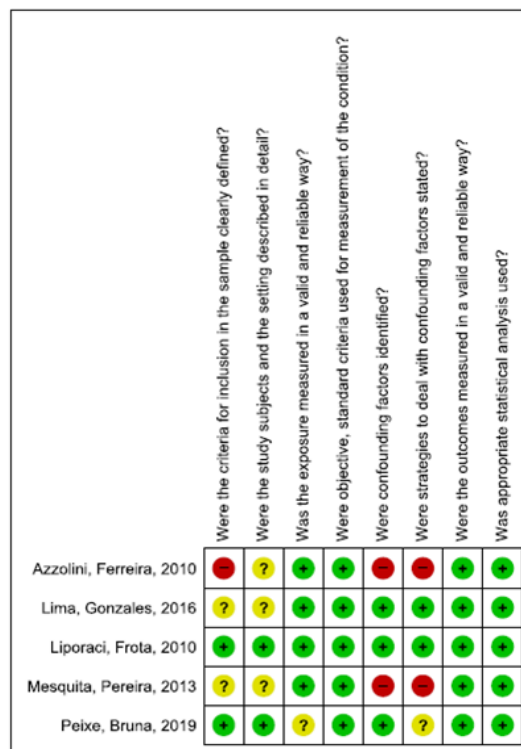 Were the criteria for inclusion in the sample clearly defined?
Were the study subjects and the setting described in detail?
Was the exposure measured in a valid and reliable way?
Were objective, standard criteria used for measurement of the condition?
Were confounding factors identified?
Were strategies to deal with confounding factors stated?
Were the outcomes measured in a valid and reliable way?
Was appropriate statistical analysis used?
Azzolini, Ferreira, 2010 - ? + + - - + +
Lima, Gonzales, 2016 ? ? + + + + + +
Liporaci, Frota, 2010 + + + + + + + +
Mesquita, Pereira, 2013 ? ? + + - - + +
Peixe, Bruna, 2019 + + ? + + ? + +